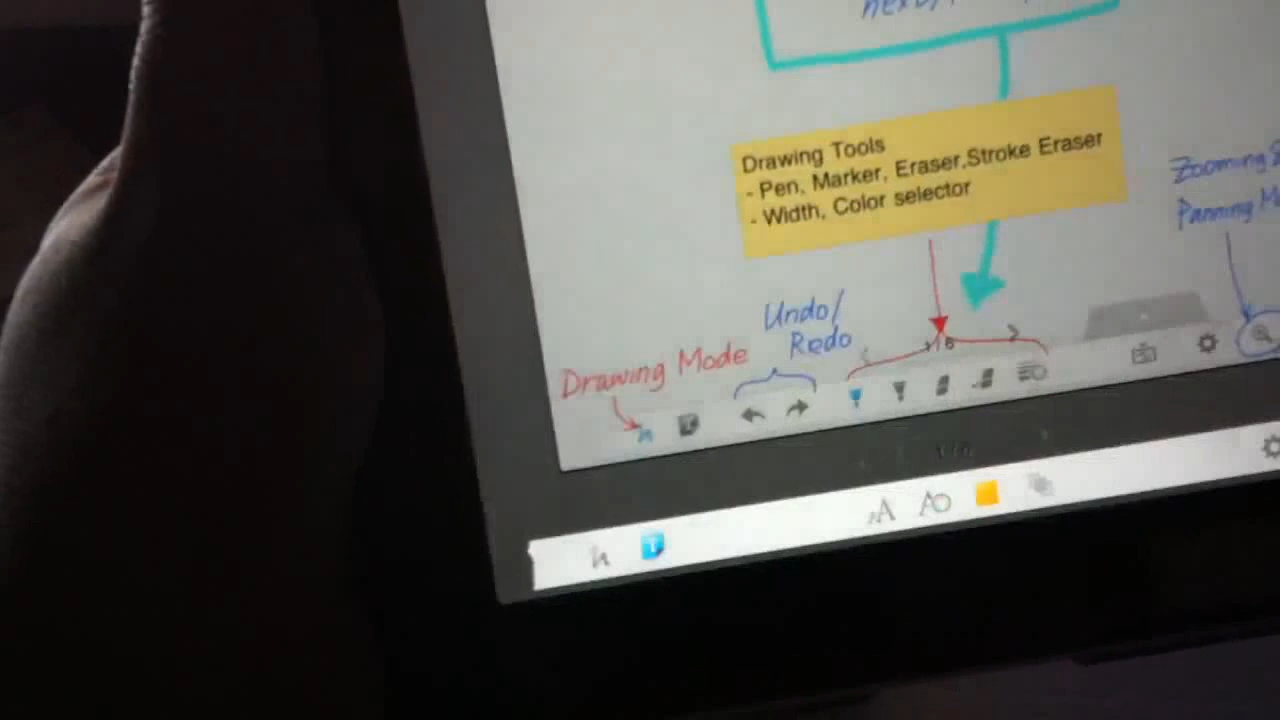 Drawing Tools
- Pen, Marker, Eraser,Stroke Eraser
- Width, Color selector
Zooming
Panning
Undo/
Redo
Drawing Mode